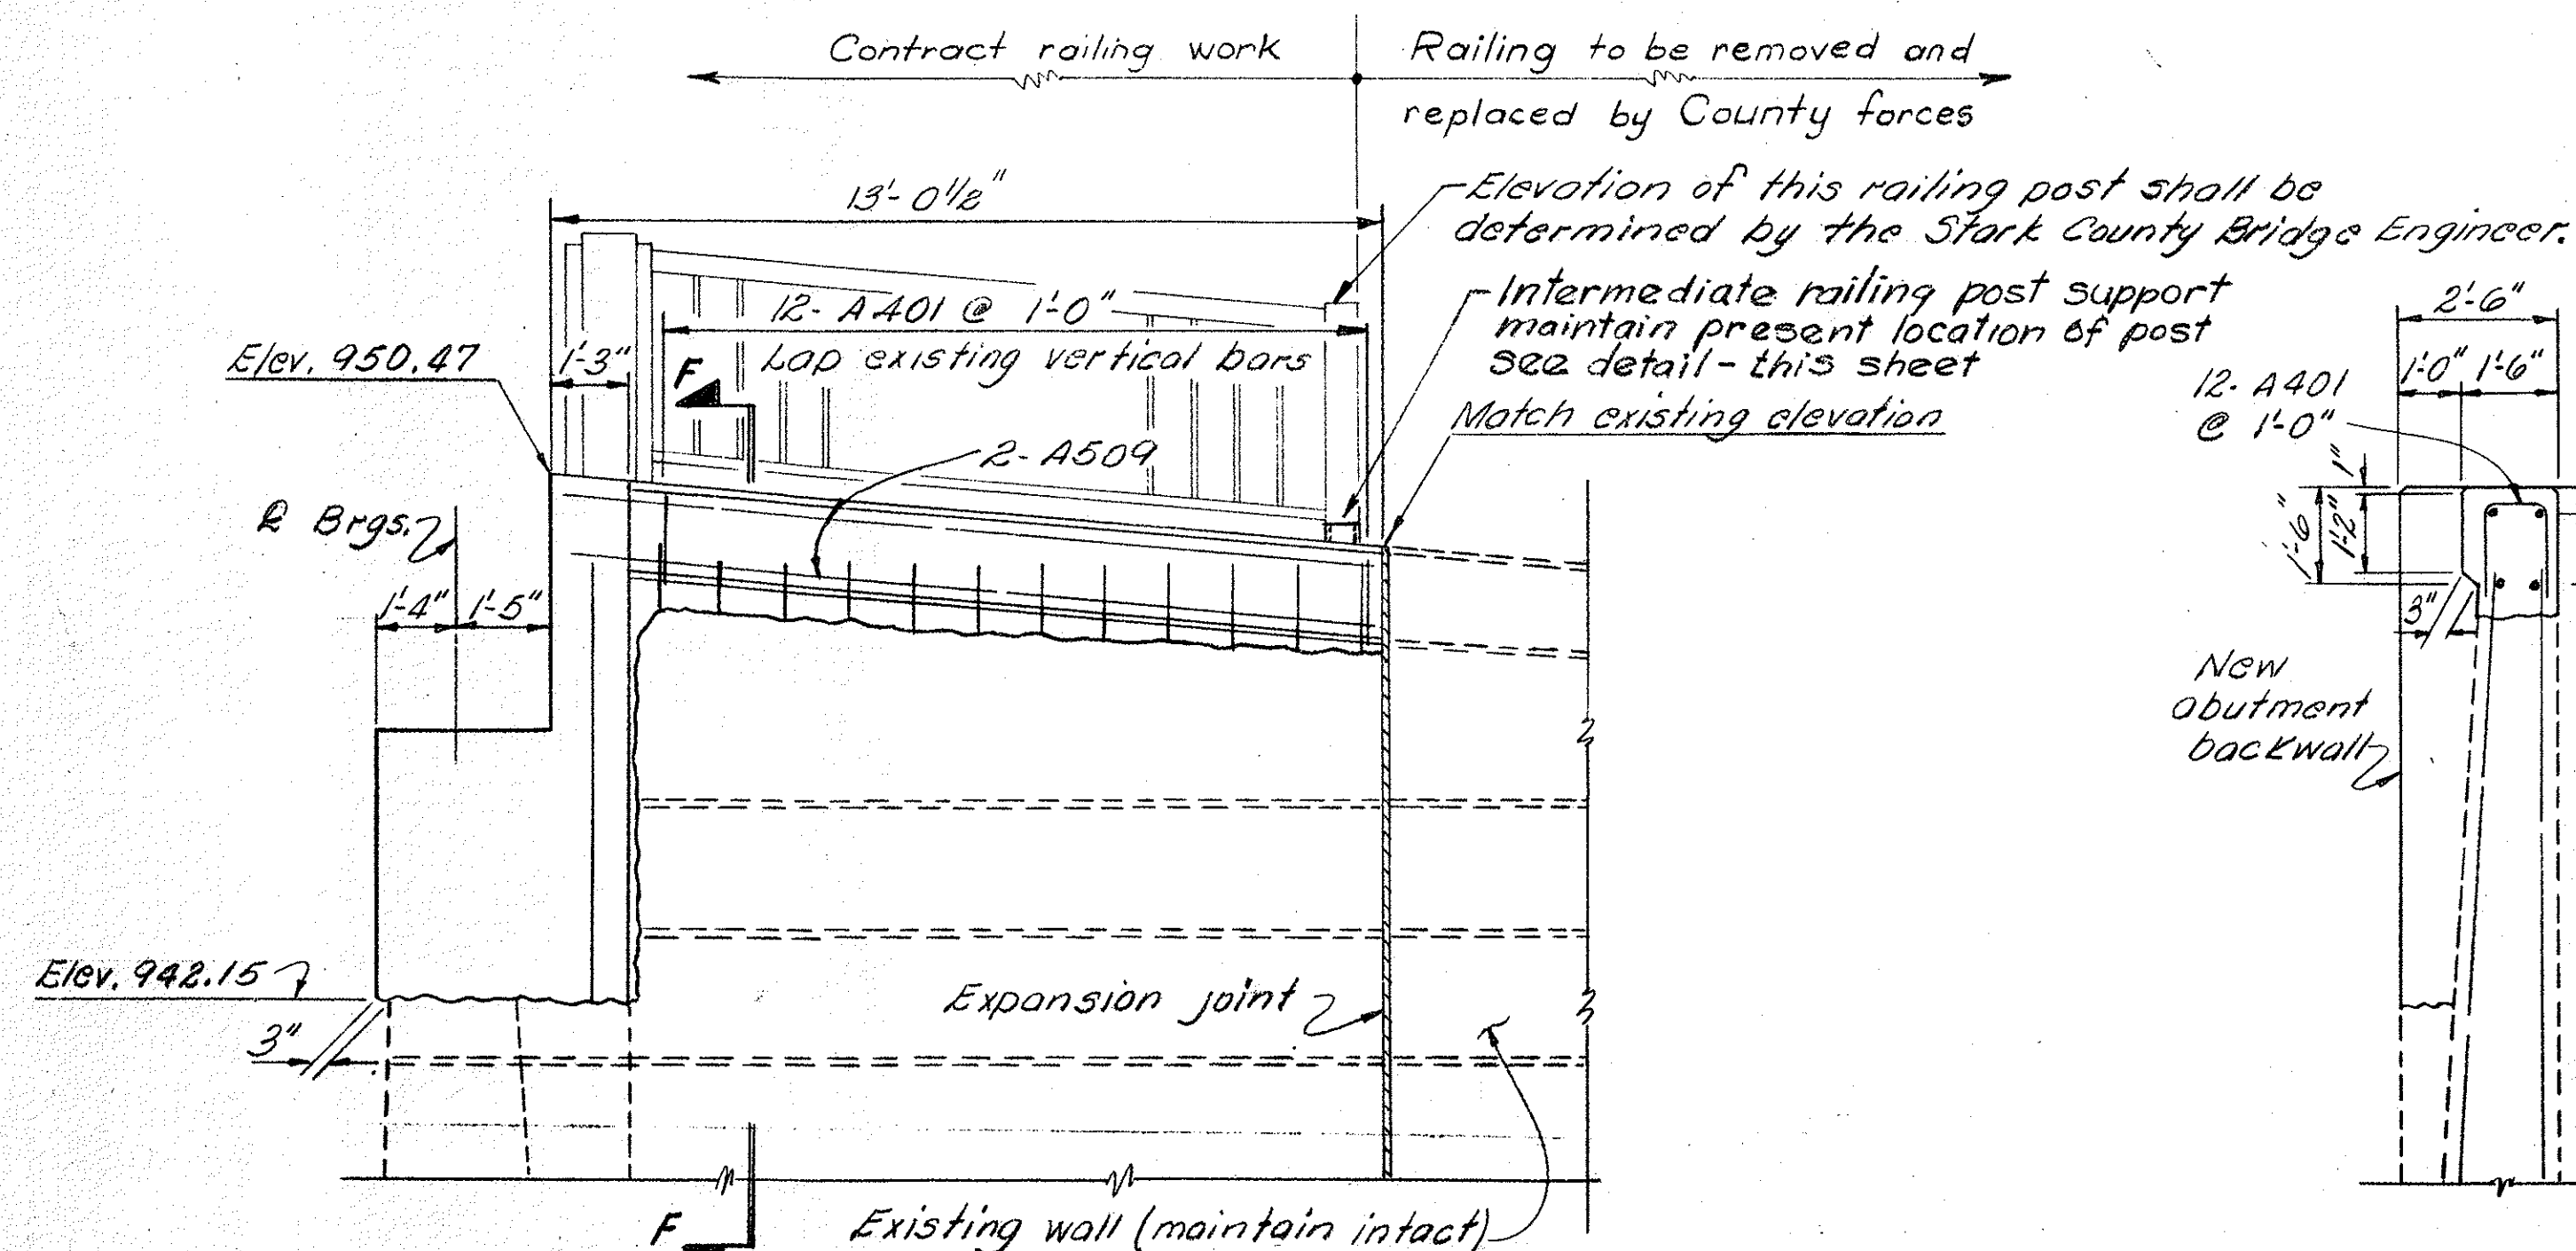 Contract railing work
Railing to be removed and
replaced by County forces
13'-0 1/2"
Elevation of this railing post shall be
determined by the Stark County Bridge Engineer.
Intermediate railing post support
maintain present location of post
see detail - this sheet
Match existing elevation
12- A401 @ 1'-0"
Lap existing vertical bars
Elev. 950.47
1'-3"
F
2- A509
℄ Brgs.
1'-4"
1'-5"
Elev. 942.15
3"
Expansion joint
F
Existing wall (maintain intact)
2'-6"
1'-0"
1'-6"
12- A401
@ 1'-0"
1"
1'-6"
1'-2"
3"
New
abutment
backwall